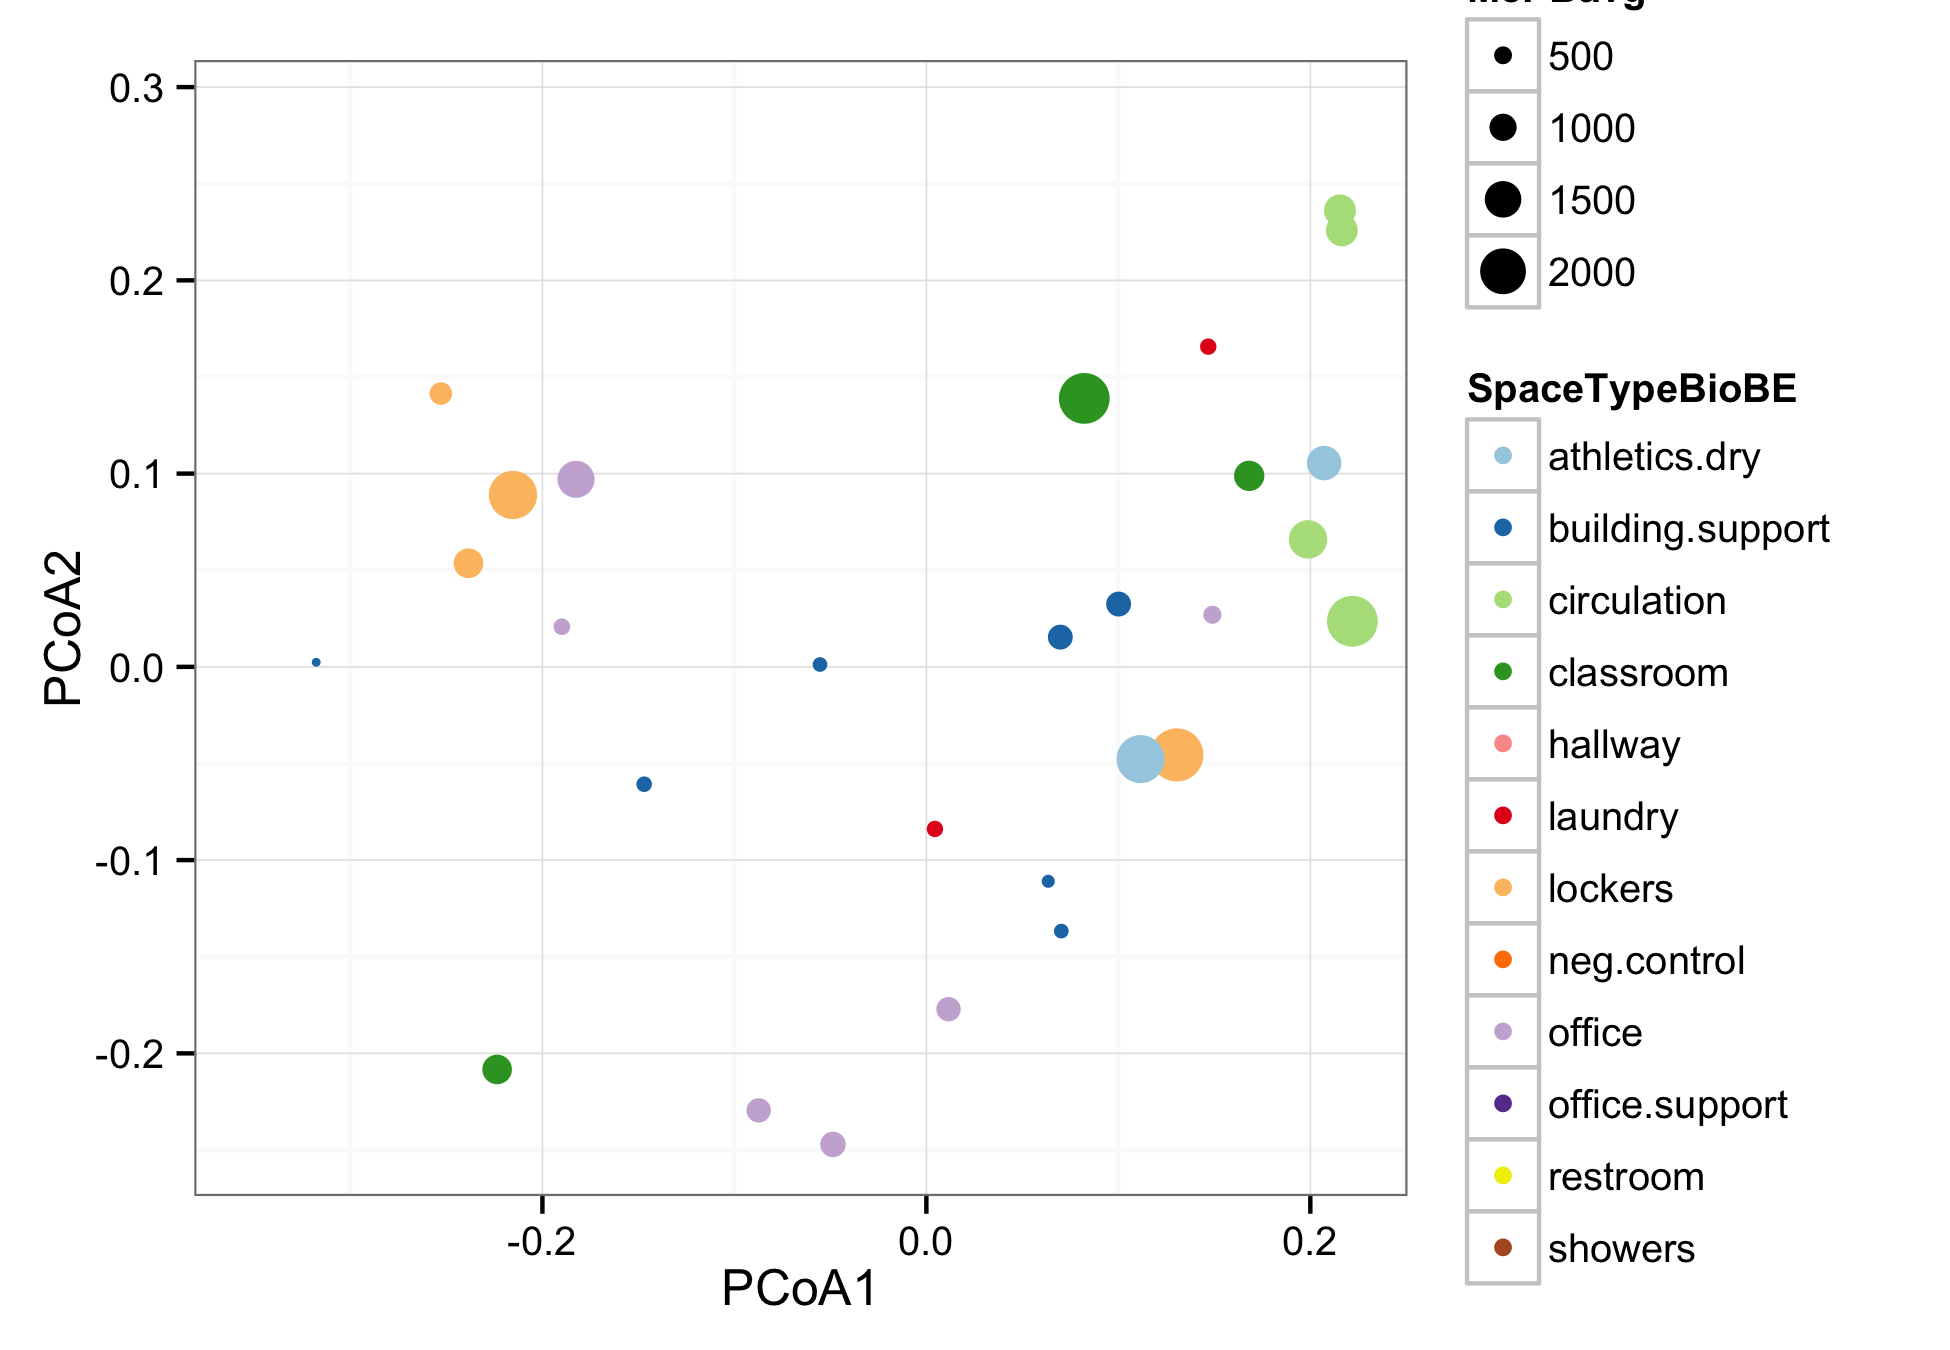 500
1000
1500
2000
SpaceTypeBioBE
athletics.dry
building.support
circulation
classroom
hallway
laundry
lockers
neg.control
office
office.support
restroom
showers
0.3
0.2
0.1
0.0
-0.1
-0.2
PCoA2
-0.2
0.0
0.2
PCoA1